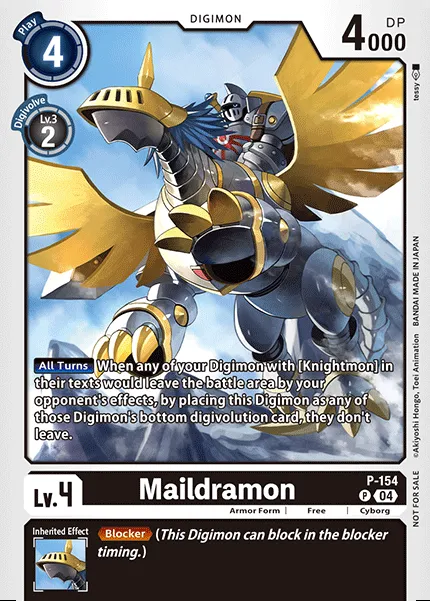 DIGIMON
Play
4
4000
DP
Digivolve
Lv.3
2
tessy
All Turns When any of your Digimon with [Knightmon] in
their texts would leave the battle area by your
opponent's effects, by placing this Digimon as any of
those Digimon's bottom digivolution card, they don't
leave.
©Akiyoshi Hongo, Toei Animation BANDAI MADE IN JAPAN
NOT FOR SALE
Lv.4
Maildramon
P-154
P 04
Armor Form | Free | Cyborg
Inherited Effect
Blocker (This Digimon can block in the blocker
timing.)